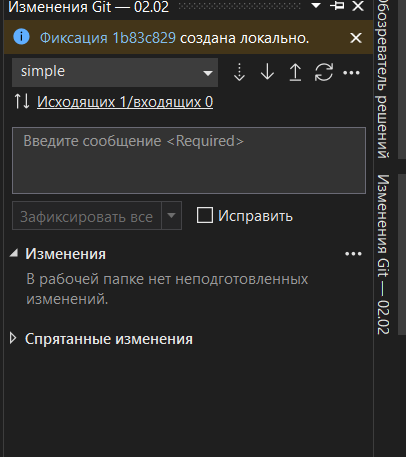 Изменения Git — 02.02
Фиксация 1b83c829 создана локально.
simple
Исходящих 1/входящих 0
Введите сообщение <Required>
Зафиксировать все
Исправить
Изменения
В рабочей папке нет неподготовленных
изменений.
Спрятанные изменения
Обозреватель решений
Изменения Git — 02.02